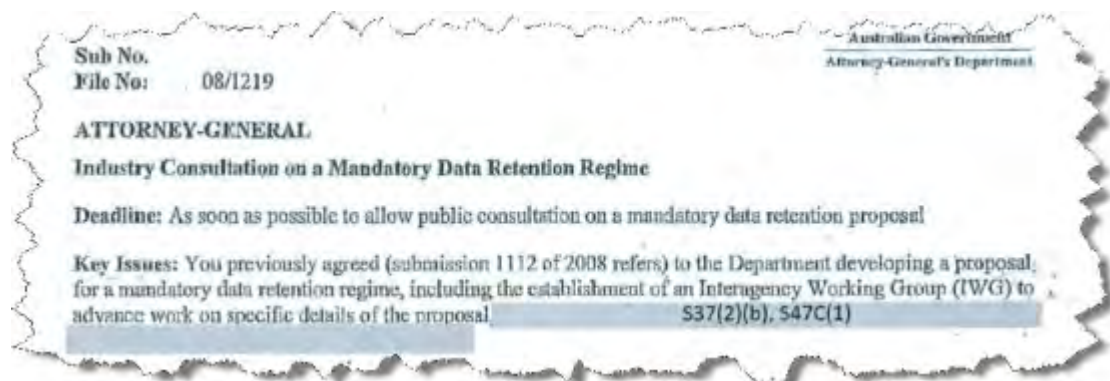 Australian Government
Sub No.
Attorney-General's Department
File No: 08/1219
ATTORNEY-GENERAL
Industry Consultation on a Mandatory Data Retention Regime
Deadline: As soon as possible to allow public consultation on a mandatory data retention proposal
Key Issues: You previously agreed (submission 1112 of 2008 refers) to the Department developing a proposal
for a mandatory data retention regime, including the establishment of an Interagency Working Group (IWG) to
advance work on specific details of the proposal S37(2)(b), S47C(1)